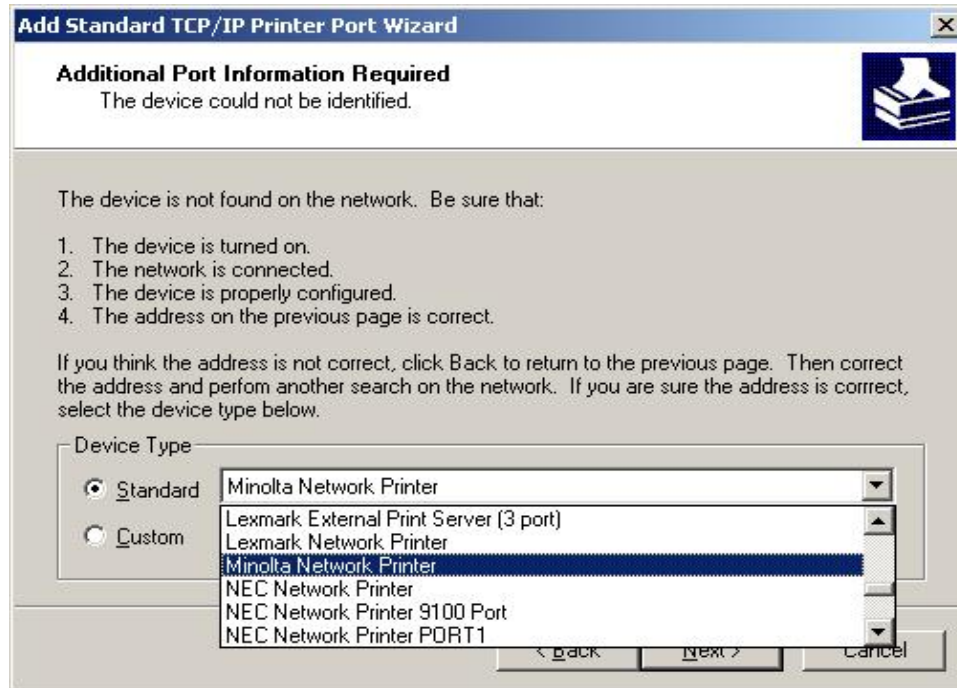 Add Standard TCP/IP Printer Port Wizard
Additional Port Information Required
The device could not be identified.
The device is not found on the network. Be sure that:
1. The device is turned on.
2. The network is connected.
3. The device is properly configured.
4. The address on the previous page is correct.
If you think the address is not correct, click Back to return to the previous page. Then correct
the address and perfom another search on the network. If you are sure the address is corrrect,
select the device type below.
Device Type
Standard Minolta Network Printer
Lexmark External Print Server (3 port)
Custom Lexmark Network Printer
Minolta Network Printer
NEC Network Printer
NEC Network Printer 9100 Port
NEC Network Printer PORT1
< Back Next > Cancel